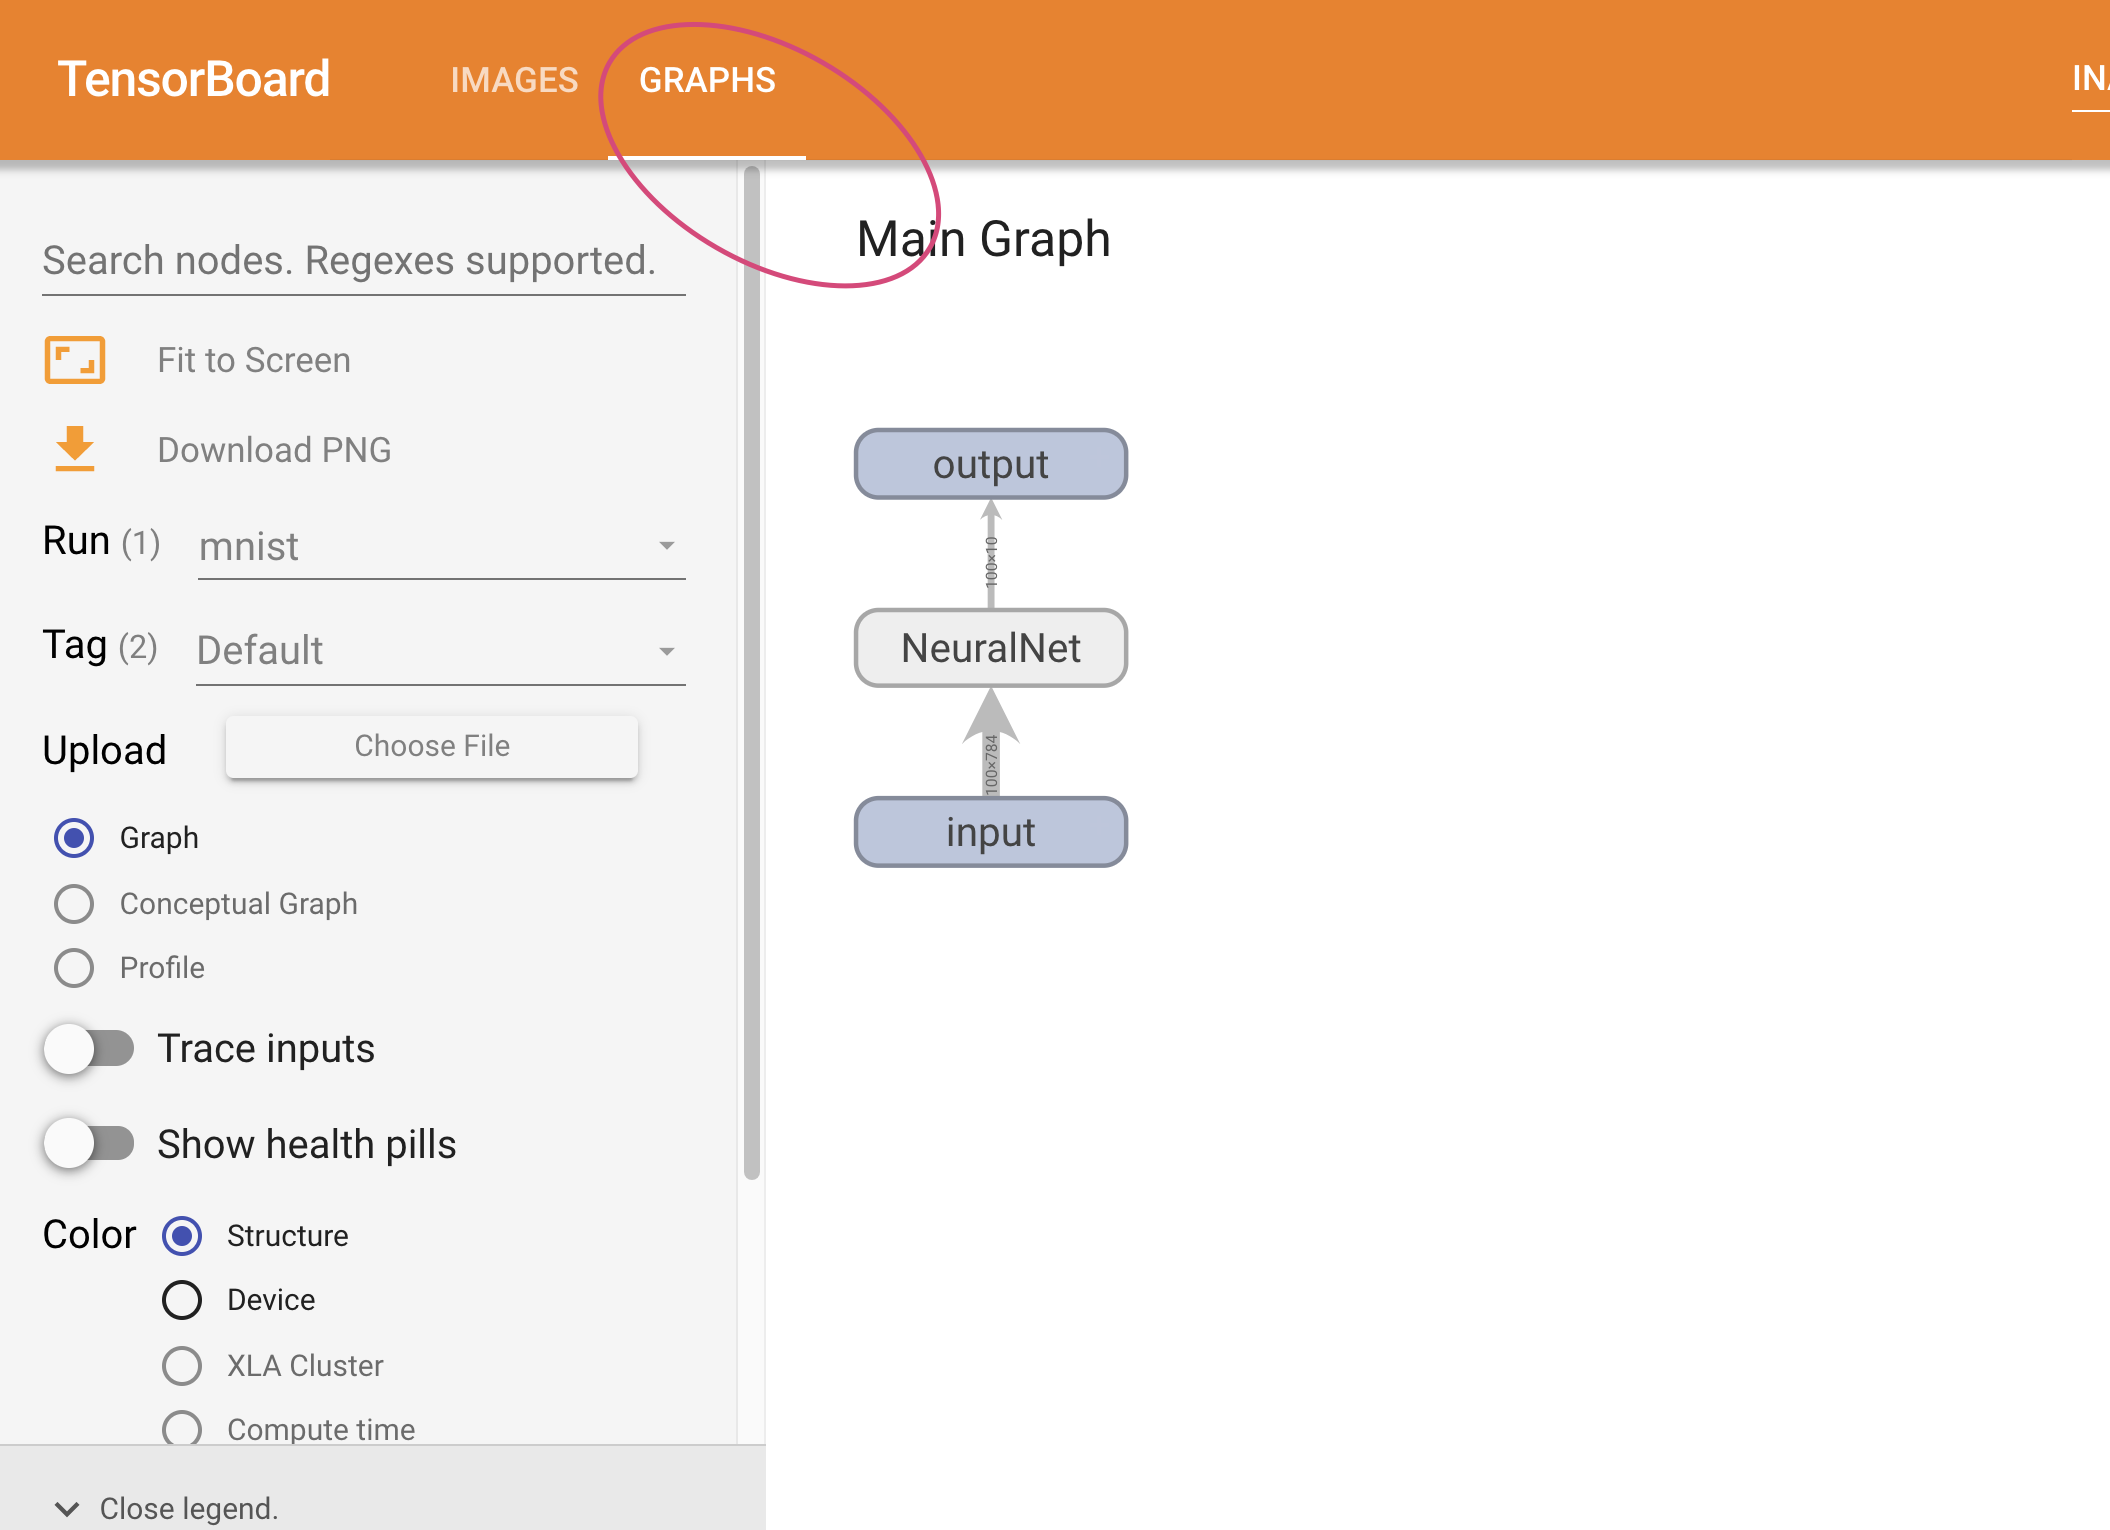 TensorBoard IMAGES GRAPHS
Search nodes. Regexes supported.
Fit to Screen
Download PNG
Run (1) mnist
Tag (2) Default
Upload Choose File
Graph
Conceptual Graph
Profile
Trace inputs
Show health pills
Color Structure
Device
XLA Cluster
Compute time
Close legend.
Main Graph
output
100×10
NeuralNet
100×784
input